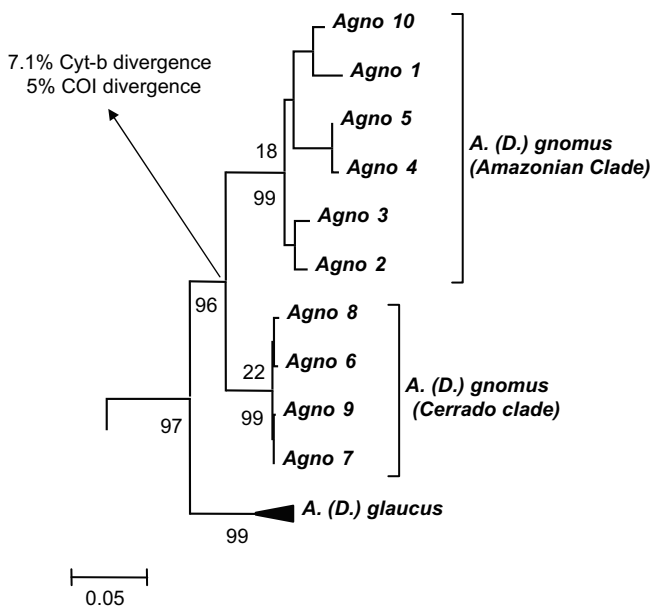 Agno 10
7.1% Cyt-b divergence
5% COI divergence
Agno 1
Agno 5
18
A. (D.) gnomus
(Amazonian Clade)
Agno 4
99
Agno 3
Agno 2
96
Agno 8
Agno 6
22
A. (D.) gnomus
(Cerrado clade)
Agno 9
99
97
Agno 7
A. (D.) glaucus
99
0.05